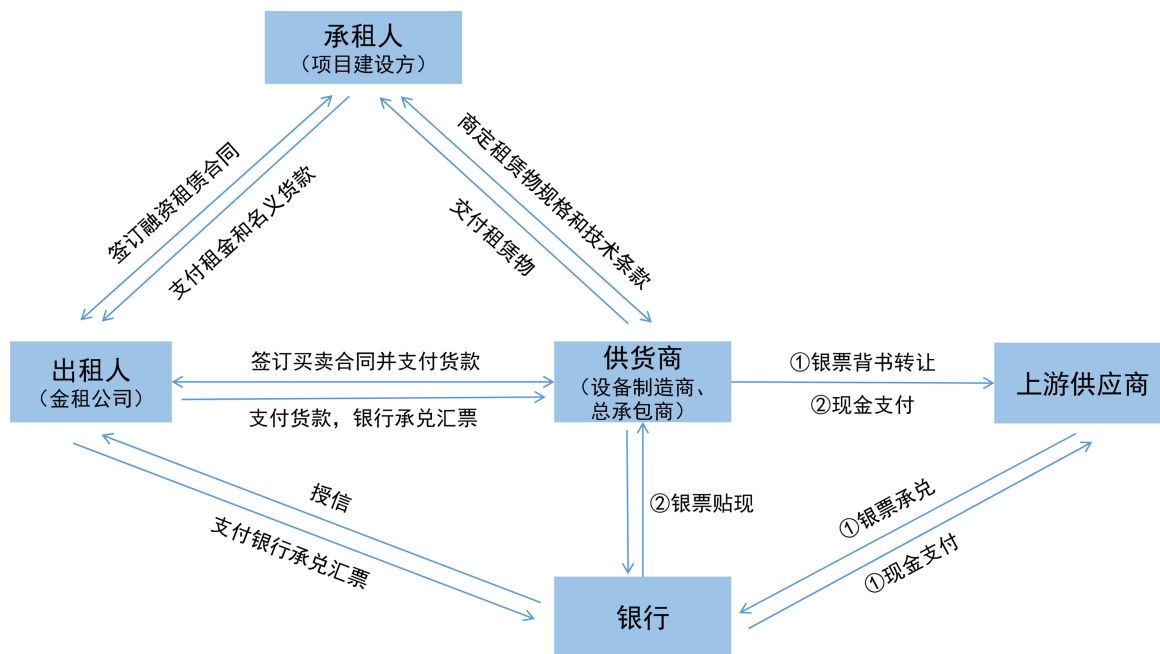 承租人
（项目建设方）
签订融资租赁合同
支付租金和名义货款
商定租赁物规格和技术条款
交付租赁物
出租人
（金租公司）
签订买卖合同并支付货款
支付货款，银行承兑汇票
供货商
（设备制造商、
总承包商）
①银票背书转让
②现金支付
上游供应商
授信
支付银行承兑汇票
②银票贴现
①银票承兑
①现金支付
银行